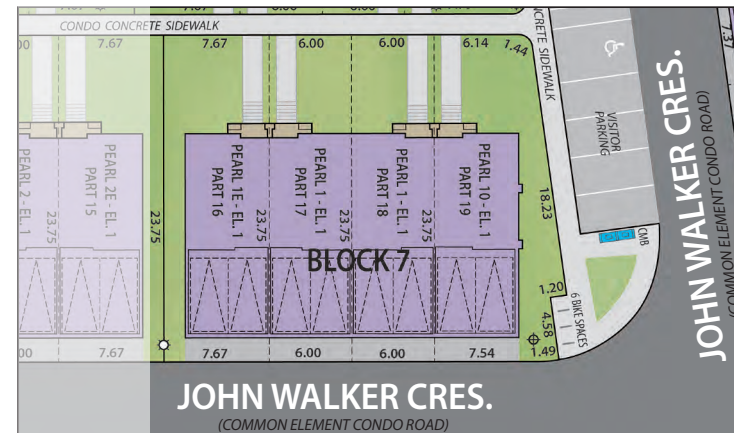 CONDO CONCRETE SIDEWALK
7.67
7.67
6.00
6.00
6.14
1.44
CRETE SIDEWALK
7.37
VISITOR
PARKING
JOHN WALKER CRES.
(COMMON ELEMENT CONDO ROAD)
PEARL 2 - EL. 1
PEARL 2E - EL. 1
PART 15
PEARL 1E - EL. 1
PART 16
PEARL 1 - EL. 1
PART 17
PEARL 1 - EL. 1
PART 18
PEARL 10 - EL. 1
PART 19
23.75
23.75
23.75
23.75
23.75
18.23
BLOCK 7
CMB
1.20
6 BIKE SPACES
4.58
1.49
00
7.67
7.67
6.00
6.00
7.54
JOHN WALKER CRES.
(COMMON ELEMENT CONDO ROAD)